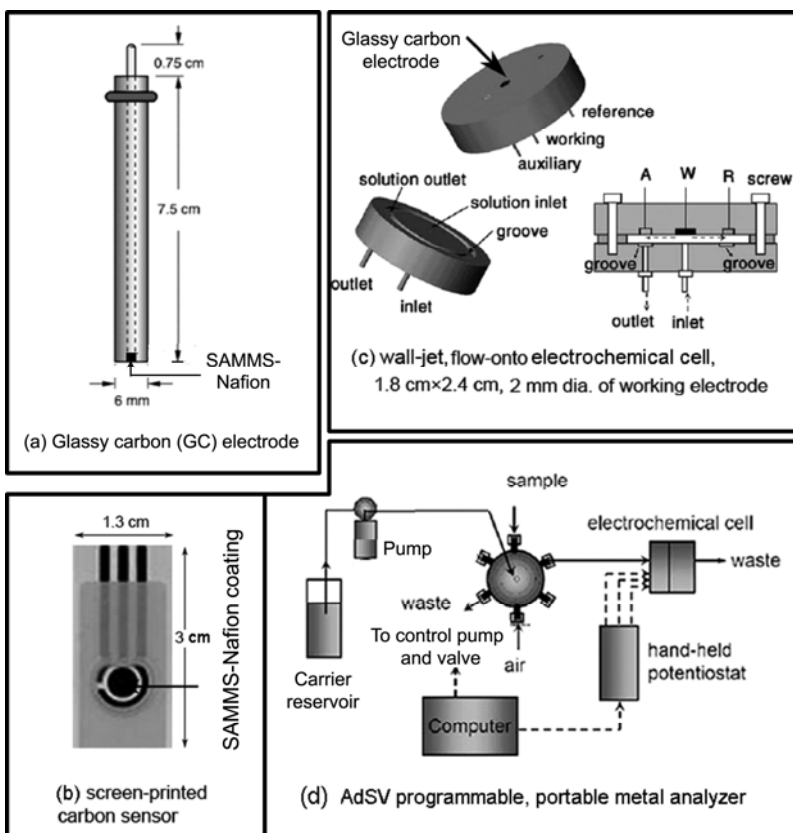 0.75 cm
7.5 cm
SAMMS-
Nafion
6 mm
(a) Glassy carbon (GC) electrode
Glassy carbon
electrode
reference
working
auxiliary
solution outlet
solution inlet
groove
outlet
inlet
A W R screw
groove groove
outlet inlet
(c) wall-jet, flow-onto electrochemical cell,
1.8 cm×2.4 cm, 2 mm dia. of working electrode
1.3 cm
3 cm
SAMMS-Nafion coating
(b) screen-printed
carbon sensor
sample
Pump
electrochemical
cell
waste
waste
To control pump
and valve
air
Carrier
reservoir
hand-held
potentiostat
Computer
(d) AdSV programmable, portable metal analyzer